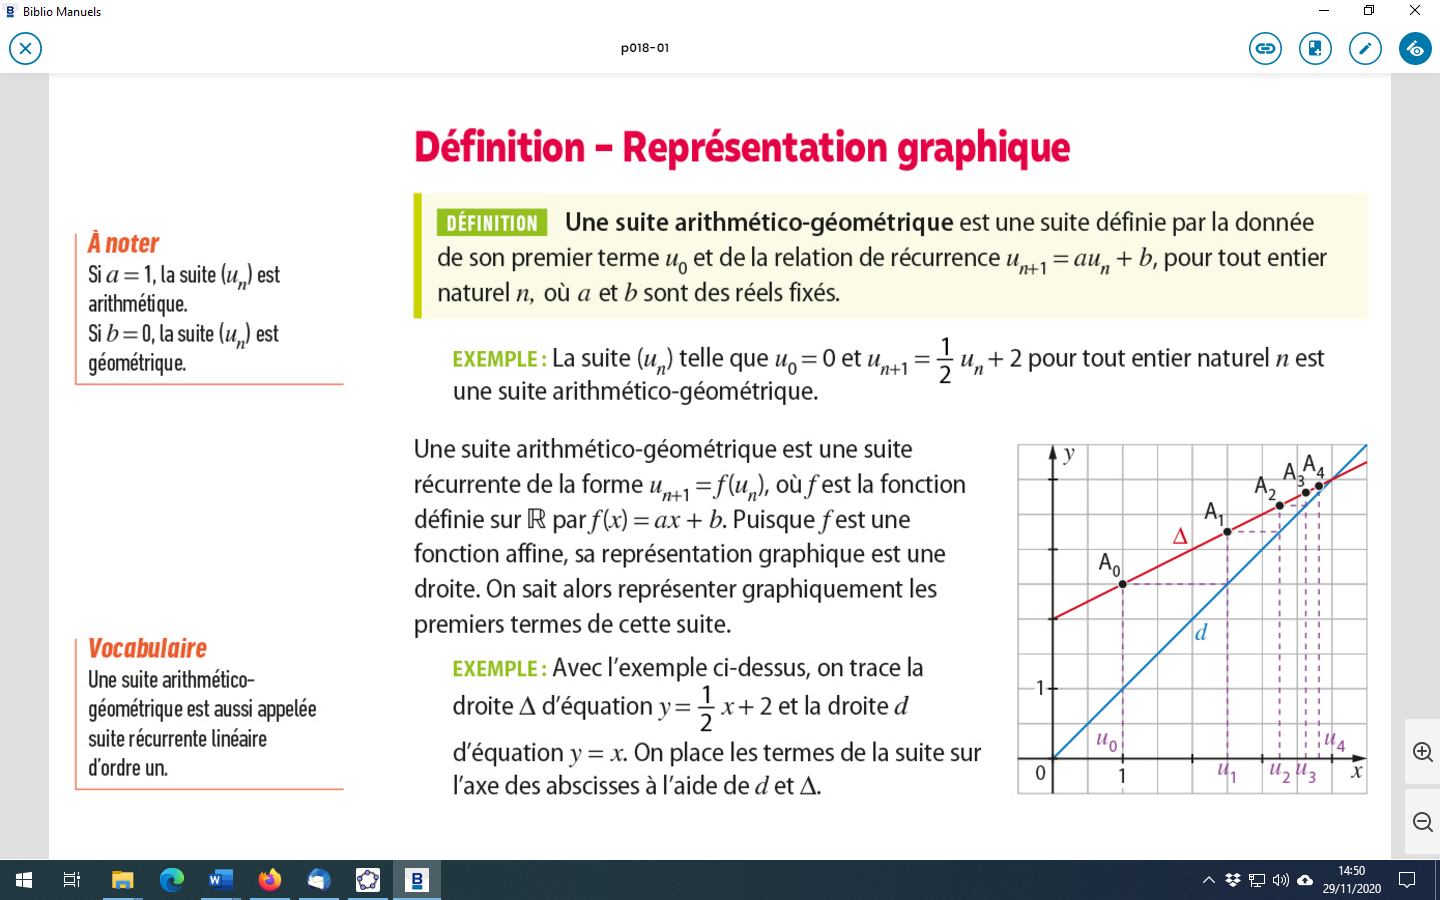 Biblio Manuels
p018-01
Définition – Représentation graphique
À noter
Si a = 1, la suite (uₙ) est
arithmétique.
Si b = 0, la suite (uₙ) est
géométrique.
DÉFINITION Une suite arithmético-géométrique est une suite définie par la donnée
de son premier terme u₀ et de la relation de récurrence uₙ₊₁ = auₙ + b, pour tout entier
naturel n, où a et b sont des réels fixés.
EXEMPLE : La suite (uₙ) telle que u₀ = 0 et uₙ₊₁ = 1/2 uₙ + 2 pour tout entier naturel n est
une suite arithmético-géométrique.
Une suite arithmético-géométrique est une suite
récurrente de la forme uₙ₊₁ = f(uₙ), où f est la fonction
définie sur ℝ par f(x) = ax + b. Puisque f est une
fonction affine, sa représentation graphique est une
droite. On sait alors représenter graphiquement les
premiers termes de cette suite.
Vocabulaire
Une suite arithmético-
géométrique est aussi appelée
suite récurrente linéaire
d'ordre un.
EXEMPLE : Avec l'exemple ci-dessus, on trace la
droite Δ d'équation y = 1/2 x + 2 et la droite d
d'équation y = x. On place les termes de la suite sur
l'axe des abscisses à l'aide de d et Δ.
y
A₀ A₁ A₂ A₃ A₄
Δ
d
1
u₀ u₄
0 1 u₁ u₂ u₃ x
14:50
29/11/2020